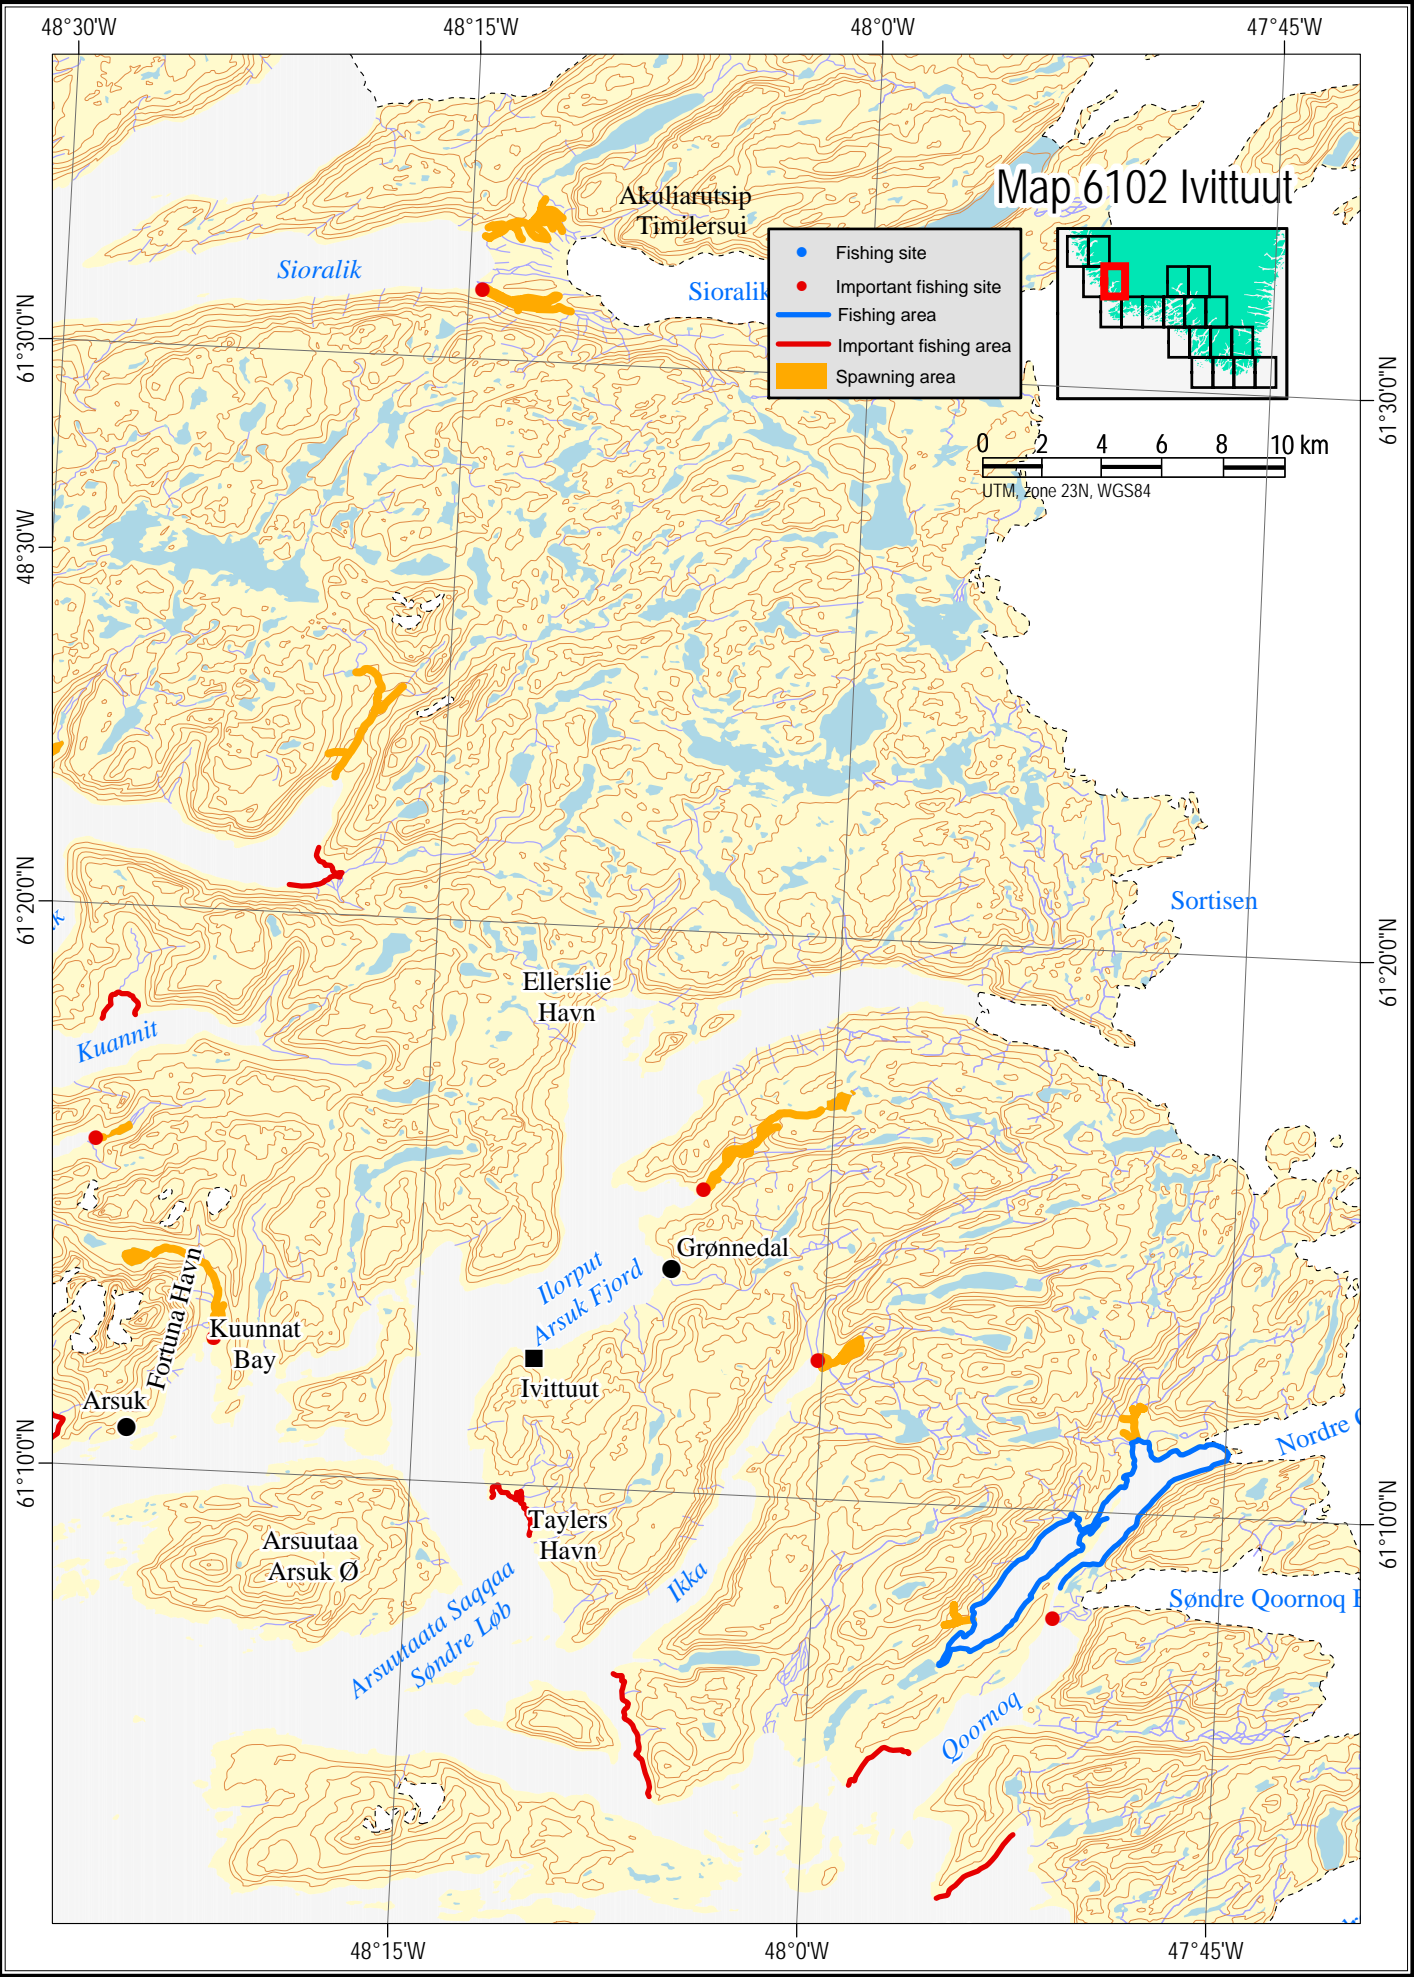 48°30'W 48°15'W 48°0'W 47°45'W
Map 6102 Ivittuut
Akuliarutsip
Timilersui
Fishing site
Important fishing site
Fishing area
Important fishing area
Spawning area
Sioralik
Sioralik
61°30'0"N
61°30'0"N
0 2 4 6 8 10 km
UTM, zone 23N, WGS84
48°30'W
61°20'0"N
Sortisen
61°20'0"N
Ellerslie
Havn
Kuannit
Grønnedal
Ilorput
Arsuk Fjord
Fortuna Havn
Kuunnat
Bay
Ivittuut
Arsuk
Nordre
61°10'0"N
61°10'0"N
Taylers
Havn
Arsuutaa
Arsuk Ø
Ikka
Søndre Qoornoq
Arsuutaata Saqqaa
Søndre Løb
Qoornoq
48°15'W 48°0'W 47°45'W